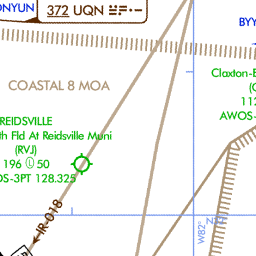 ONYUN
372 UQN
BYY
COASTAL 8 MOA
Claxton-E
(C
112
AWOS-
REIDSVILLE
th Fld At Reidsville Muni
(RVJ)
196 Ⓛ 50
OS-3PT 128.325
IR-018
W82°